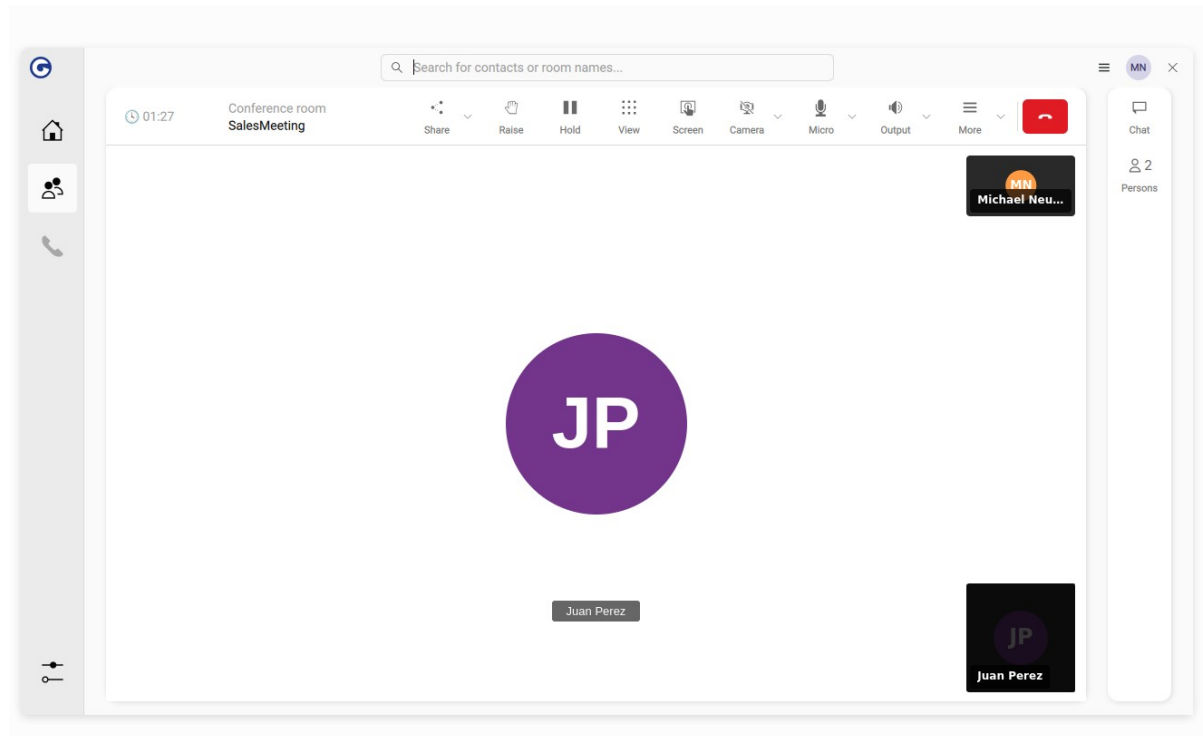 Search for contacts or room names...
MN
01:27
Conference room
SalesMeeting
Share
Raise
Hold
View
Screen
Camera
Micro
Output
More
Chat
2
Persons
MN
Michael Neu...
JP
Juan Perez
JP
Juan Perez